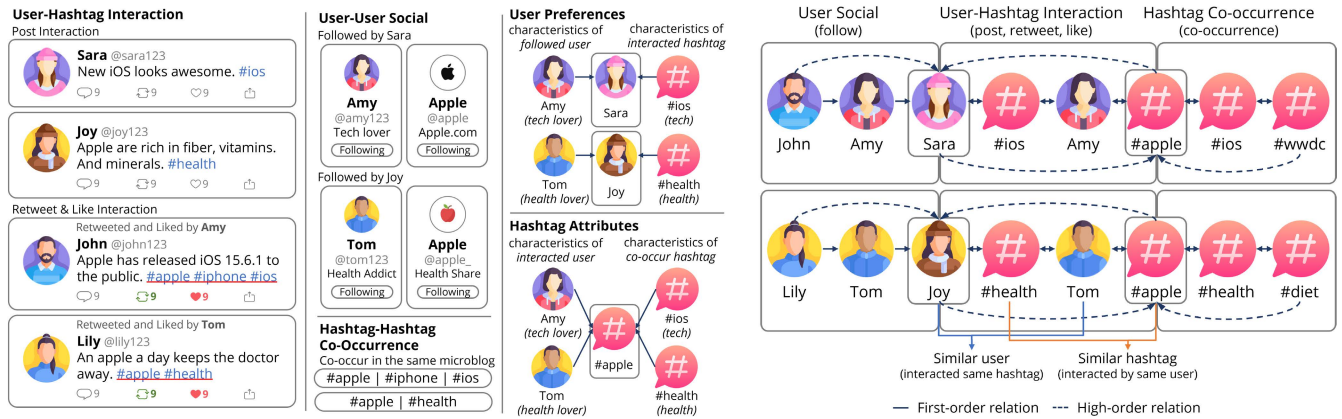 User-Hashtag Interaction
Post Interaction
Sara @sara123
New iOS looks awesome. #ios
9 9 9
Joy @joy123
Apple are rich in fiber, vitamins.
And minerals. #health
9 9 9
Retweet & Like Interaction
Retweeted and Liked by Amy
John @john123
Apple has released iOS 15.6.1 to
the public. #apple #iphone #ios
9 9 9
Retweeted and Liked by Tom
Lily @lily123
An apple a day keeps the doctor
away. #apple #health
9 9 9
User-User Social
Followed by Sara
Amy
@amy123
Tech lover
Following
Apple
@apple
Apple.com
Following
Followed by Joy
Tom
@tom123
Health Addict
Following
Apple
@apple_
Health Share
Following
Hashtag-Hashtag
Co-Occurrence
Co-occur in the same microblog
#apple | #iphone | #ios
#apple | #health
User Preferences
characteristics of
followed user
characteristics of
interacted hashtag
Amy
(tech lover)
Sara
#
#ios
(tech)
Tom
(health lover)
Joy
#
#health
(health)
Hashtag Attributes
characteristics of
interacted user
characteristics of
co-occur hashtag
Amy
(tech lover)
#
#ios
(tech)
#
#apple
Tom
(health lover)
#
#health
(health)
User Social
(follow)
User-Hashtag Interaction
(post, retweet, like)
Hashtag Co-occurrence
(co-occurrence)
# # # #
John Amy Sara #ios Amy #apple #ios #wwdc
# # # #
Lily Tom Joy #health Tom #apple #health #diet
Similar user
(interacted same hashtag)
Similar hashtag
(interacted by same user)
First-order relation
High-order relation